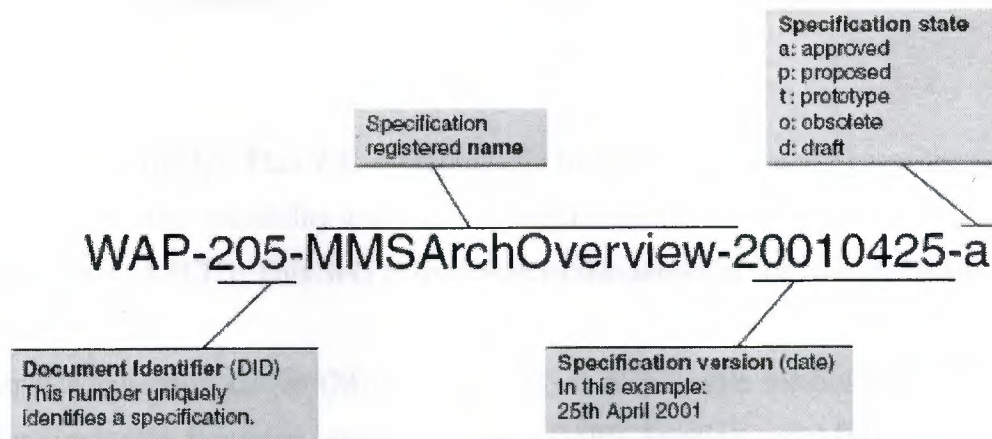 Specification state
a: approved
p: proposed
t: prototype
o: obsolete
d: draft
Specification
registered name
WAP-205-MMSArchOverview-20010425-a
Document Identifier (DID)
This number uniquely
identifies a specification.
Specification version (date)
In this example:
25th April 2001